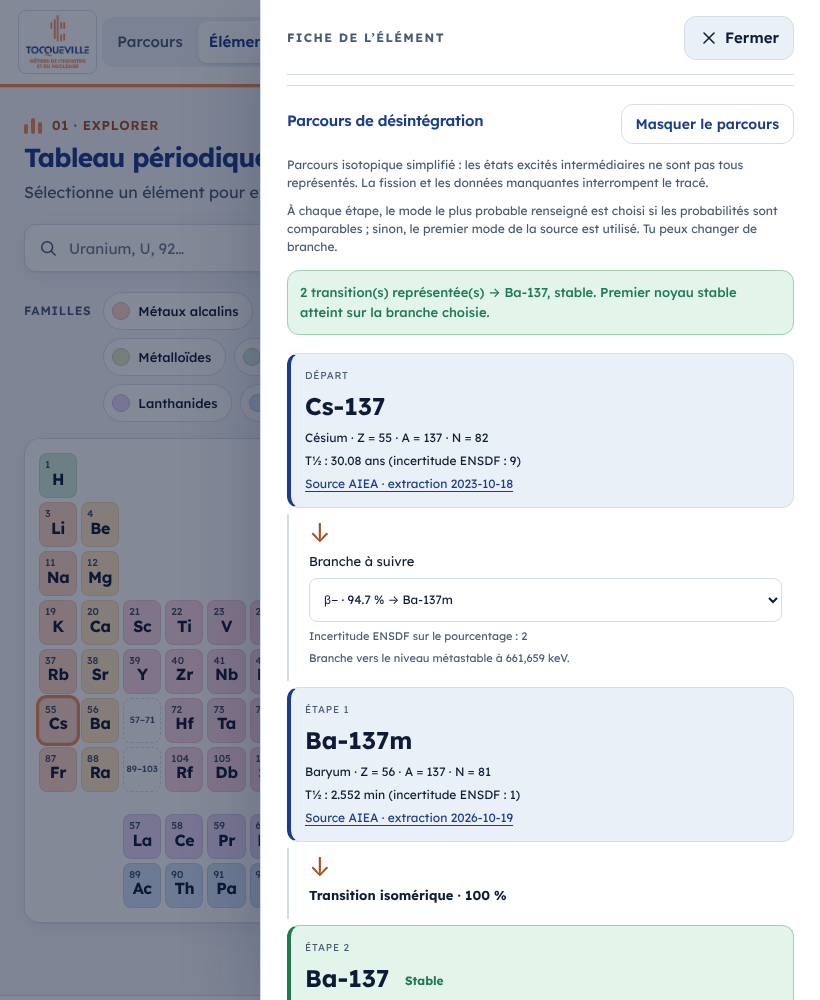 TOCQUEVILLE
MÉTIERS DE L'INDUSTRIE
ET DU NUCLÉAIRE
Parcours
01 · EXPLORER
Sélectionne un élément pour e
Uranium, U, 92...
FAMILLES
Métaux alcalins
Métalloïdes
Lanthanides
1
H
3
Li
4
Be
11
Na
12
Mg
19
K
20
Ca
21
Sc
22
Ti
23
V
37
Rb
38
Sr
39
Y
40
Zr
41
Nb
55
Cs
56
Ba
57–71
72
Hf
73
Ta
87
Fr
88
Ra
89–103
104
Rf
105
Db
57
La
58
Ce
59
Pr
89
Ac
90
Th
91
Pa
FICHE DE L'ÉLÉMENT
Fermer
Parcours de désintégration
Masquer le parcours
Parcours isotopique simplifié : les états excités intermédiaires ne sont pas tous
représentés. La fission et les données manquantes interrompent le tracé.
À chaque étape, le mode le plus probable renseigné est choisi si les probabilités sont
comparables ; sinon, le premier mode de la source est utilisé. Tu peux changer de
branche.
2 transition(s) représentée(s) → Ba-137, stable. Premier noyau stable
atteint sur la branche choisie.
DÉPART
Cs-137
Césium · Z = 55 · A = 137 · N = 82
T½ : 30.08 ans (incertitude ENSDF : 9)
Source AIEA · extraction 2023-10-18
Branche à suivre
β− · 94.7 % → Ba-137m
Incertitude ENSDF sur le pourcentage : 2
Branche vers le niveau métastable à 661,659 keV.
ÉTAPE 1
Ba-137m
Baryum · Z = 56 · A = 137 · N = 81
T½ : 2.552 min (incertitude ENSDF : 1)
Source AIEA · extraction 2026-10-19
Transition isomérique · 100 %
ÉTAPE 2
Ba-137 Stable